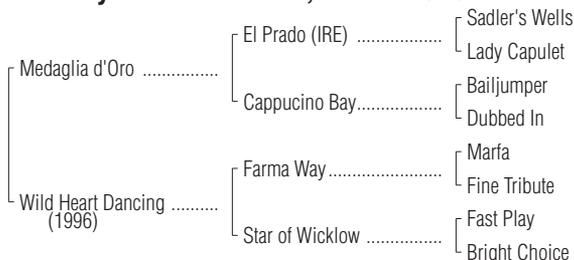 Sadler's Wells
El Prado (IRE) ..................
Lady Capulet
Medaglia d'Oro ................
Bailjumper
Cappucino Bay..................
Dubbed In
Marfa
Farma Way........................
Fine Tribute
Wild Heart Dancing ..........
(1996)
Fast Play
Star of Wicklow ................
Bright Choice